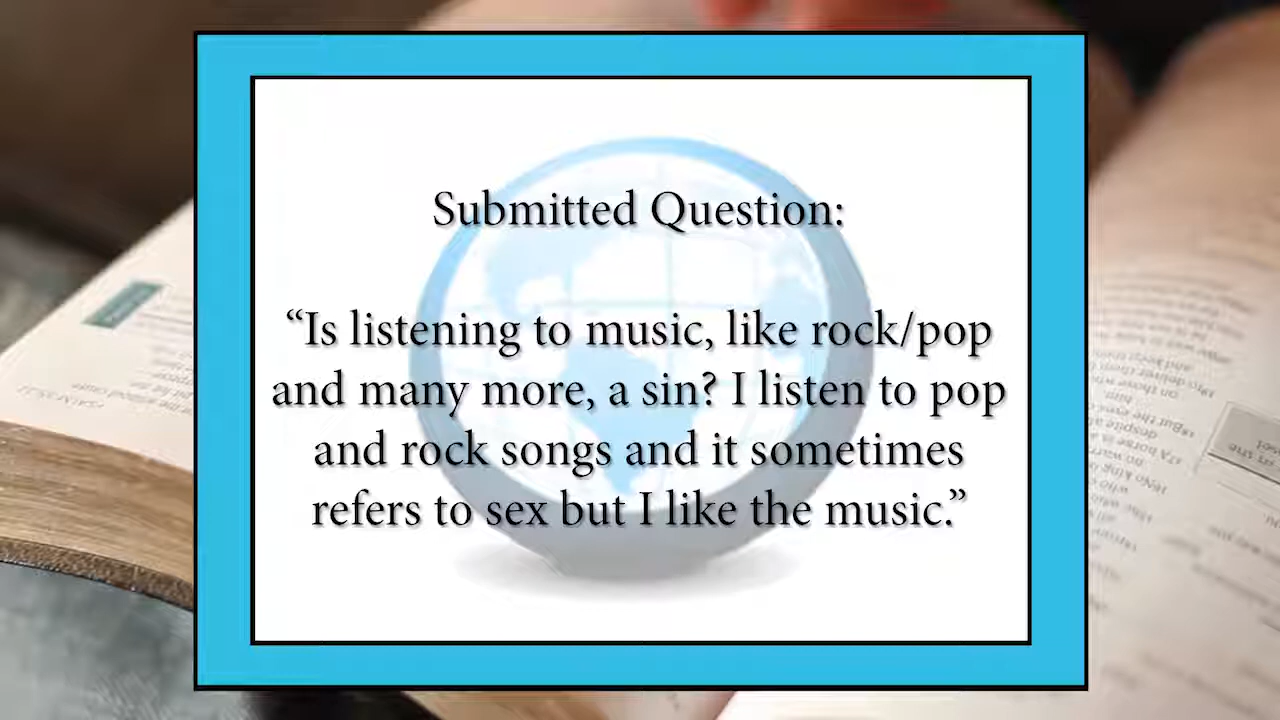 Submitted Question:
“Is listening to music, like rock/pop
and many more, a sin? I listen to pop
and rock songs and it sometimes
refers to sex but I like the music.”